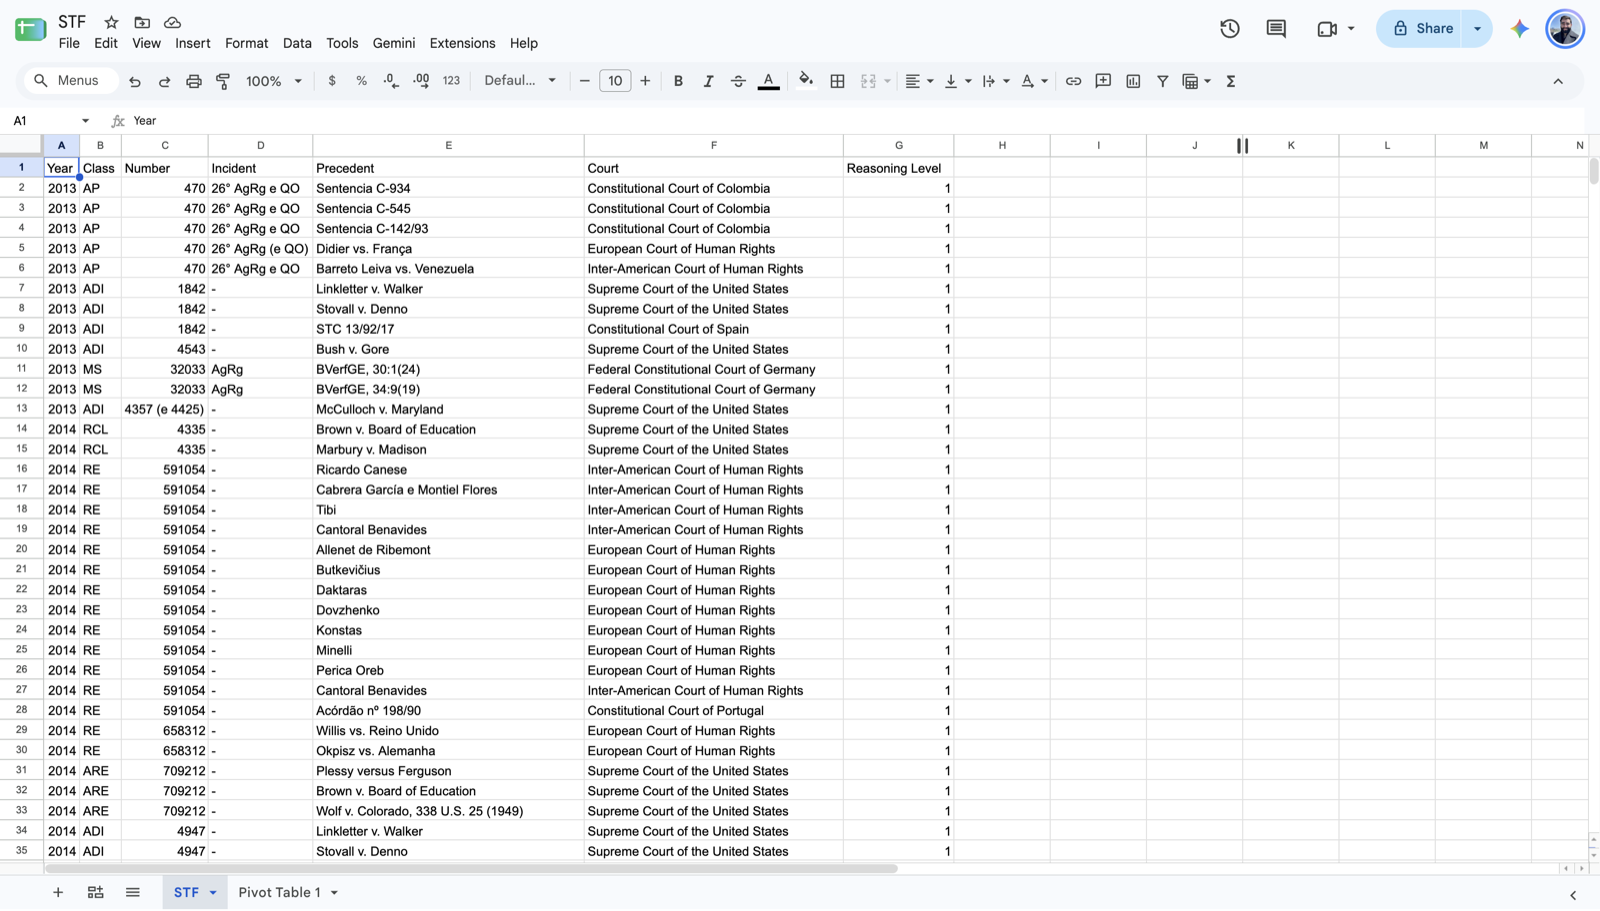 STF
File Edit View Insert Format Data Tools Gemini Extensions Help
Share
Menus 100% $ % .0 .00 123 Defaul... − 10 + B I A Σ
A1 fx Year
A B C D E F G H I J K L M N
1 Year Class Number Incident Precedent Court Reasoning Level
2 2013 AP 470 26° AgRg e QO Sentencia C-934 Constitutional Court of Colombia 1
3 2013 AP 470 26° AgRg e QO Sentencia C-545 Constitutional Court of Colombia 1
4 2013 AP 470 26° AgRg e QO Sentencia C-142/93 Constitutional Court of Colombia 1
5 2013 AP 470 26° AgRg (e QO) Didier vs. França European Court of Human Rights 1
6 2013 AP 470 26° AgRg e QO Barreto Leiva vs. Venezuela Inter-American Court of Human Rights 1
7 2013 ADI 1842 - Linkletter v. Walker Supreme Court of the United States 1
8 2013 ADI 1842 - Stovall v. Denno Supreme Court of the United States 1
9 2013 ADI 1842 - STC 13/92/17 Constitutional Court of Spain 1
10 2013 ADI 4543 - Bush v. Gore Supreme Court of the United States 1
11 2013 MS 32033 AgRg BVerfGE, 30:1(24) Federal Constitutional Court of Germany 1
12 2013 MS 32033 AgRg BVerfGE, 34:9(19) Federal Constitutional Court of Germany 1
13 2013 ADI 4357 (e 4425) - McCulloch v. Maryland Supreme Court of the United States 1
14 2014 RCL 4335 - Brown v. Board of Education Supreme Court of the United States 1
15 2014 RCL 4335 - Marbury v. Madison Supreme Court of the United States 1
16 2014 RE 591054 - Ricardo Canese Inter-American Court of Human Rights 1
17 2014 RE 591054 - Cabrera García e Montiel Flores Inter-American Court of Human Rights 1
18 2014 RE 591054 - Tibi Inter-American Court of Human Rights 1
19 2014 RE 591054 - Cantoral Benavides Inter-American Court of Human Rights 1
20 2014 RE 591054 - Allenet de Ribemont European Court of Human Rights 1
21 2014 RE 591054 - Butkevičius European Court of Human Rights 1
22 2014 RE 591054 - Daktaras European Court of Human Rights 1
23 2014 RE 591054 - Dovzhenko European Court of Human Rights 1
24 2014 RE 591054 - Konstas European Court of Human Rights 1
25 2014 RE 591054 - Minelli European Court of Human Rights 1
26 2014 RE 591054 - Perica Oreb European Court of Human Rights 1
27 2014 RE 591054 - Cantoral Benavides Inter-American Court of Human Rights 1
28 2014 RE 591054 - Acórdão nº 198/90 Constitutional Court of Portugal 1
29 2014 RE 658312 - Willis vs. Reino Unido European Court of Human Rights 1
30 2014 RE 658312 - Okpisz vs. Alemanha European Court of Human Rights 1
31 2014 ARE 709212 - Plessy versus Ferguson Supreme Court of the United States 1
32 2014 ARE 709212 - Brown v. Board of Education Supreme Court of the United States 1
33 2014 ARE 709212 - Wolf v. Colorado, 338 U.S. 25 (1949) Supreme Court of the United States 1
34 2014 ADI 4947 - Linkletter v. Walker Supreme Court of the United States 1
35 2014 ADI 4947 - Stovall v. Denno Supreme Court of the United States 1
+ STF Pivot Table 1